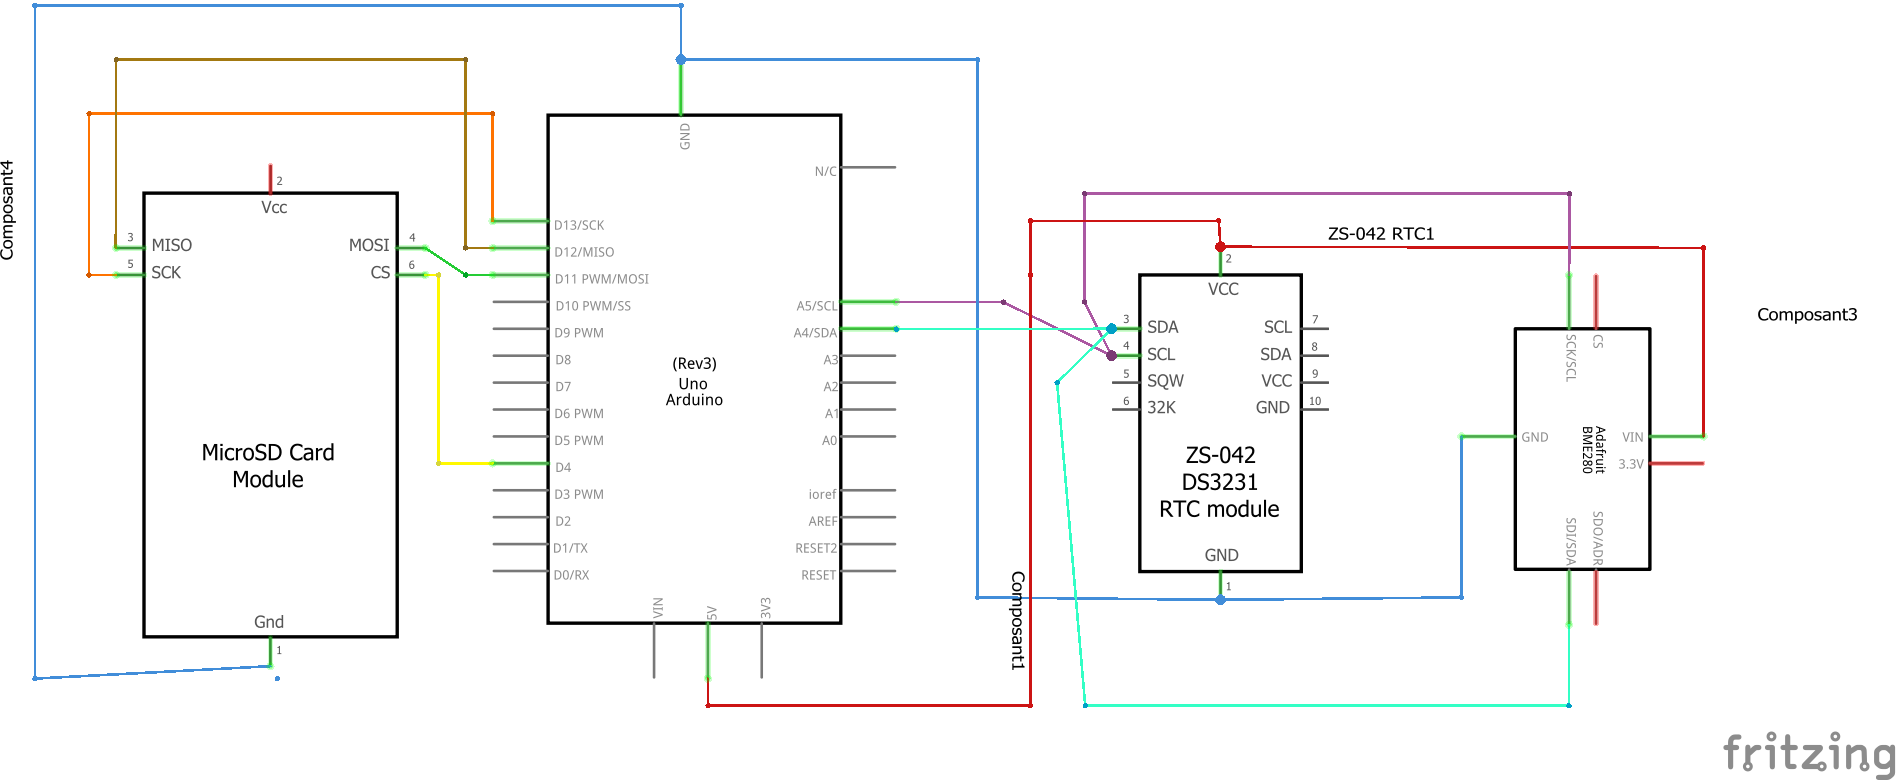 Composant4
2
Vcc
3
MISO
MOSI
4
5
SCK
CS
6
MicroSD Card
Module
Gnd
1
GND
N/C
D13/SCK
D12/MISO
D11 PWM/MOSI
D10 PWM/SS
D9 PWM
D8
D7
D6 PWM
D5 PWM
D4
D3 PWM
D2
D1/TX
D0/RX
A5/SCL
A4/SDA
A3
A2
A1
A0
ioref
AREF
RESET2
RESET
(Rev3)
Uno
Arduino
VIN
5V
3V3
Composant1
ZS-042 RTC1
2
VCC
3
SDA
SCL
7
4
SCL
SDA
8
5
SQW
VCC
9
6
32K
GND
10
ZS-042
DS3231
RTC module
GND
1
Composant3
SCK/SCL
CS
GND
Adafruit
BME280
VIN
3.3V
SDI/SDA
SDO/ADR
fritzing